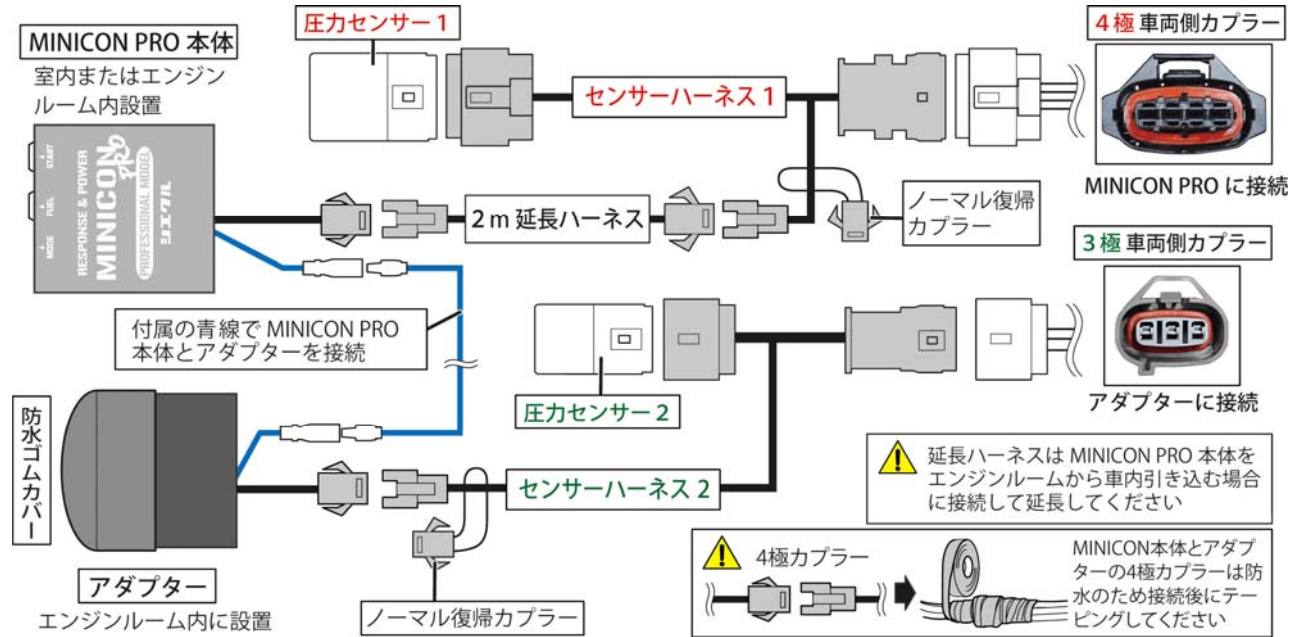 MINICON PRO 本体
室内またはエンジン
ルーム内設置
START
FUEL
MODE
RESPONSE & POWER
MINICON PRO
PROFESSIONAL MODEL
シエクル
圧力センサー 1
センサーハーネス 1
4極 車両側カプラー
MINICON PRO に接続
2m 延長ハーネス
ノーマル復帰
カプラー
3極 車両側カプラー
アダプターに接続
付属の青線で MINICON PRO
本体とアダプターを接続
圧力センサー 2
防水ゴムカバー
センサーハーネス 2
アダプター
エンジンルーム内に設置
ノーマル復帰カプラー
延長ハーネスは MINICON PRO 本体を
エンジンルームから車内引き込む場合
に接続して延長してください
4極カプラー
MINICON本体とアダプ
ターの4極カプラーは防
水のため接続後にテー
ピングしてください